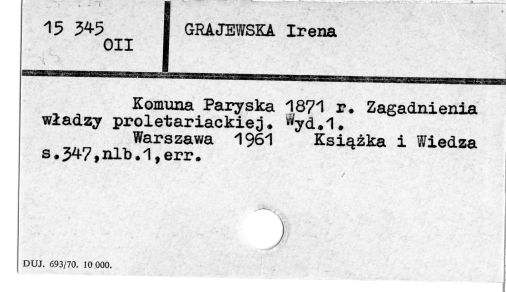 15 345
OII
GRAJEWSKA Irena
Komuna Paryska 1871 r. Zagadnienia
władzy proletariackiej. Wyd.1.
Warszawa 1961 Książka i Wiedza
s.347,nlb.1,err.
DUJ. 693/70. 10 000.